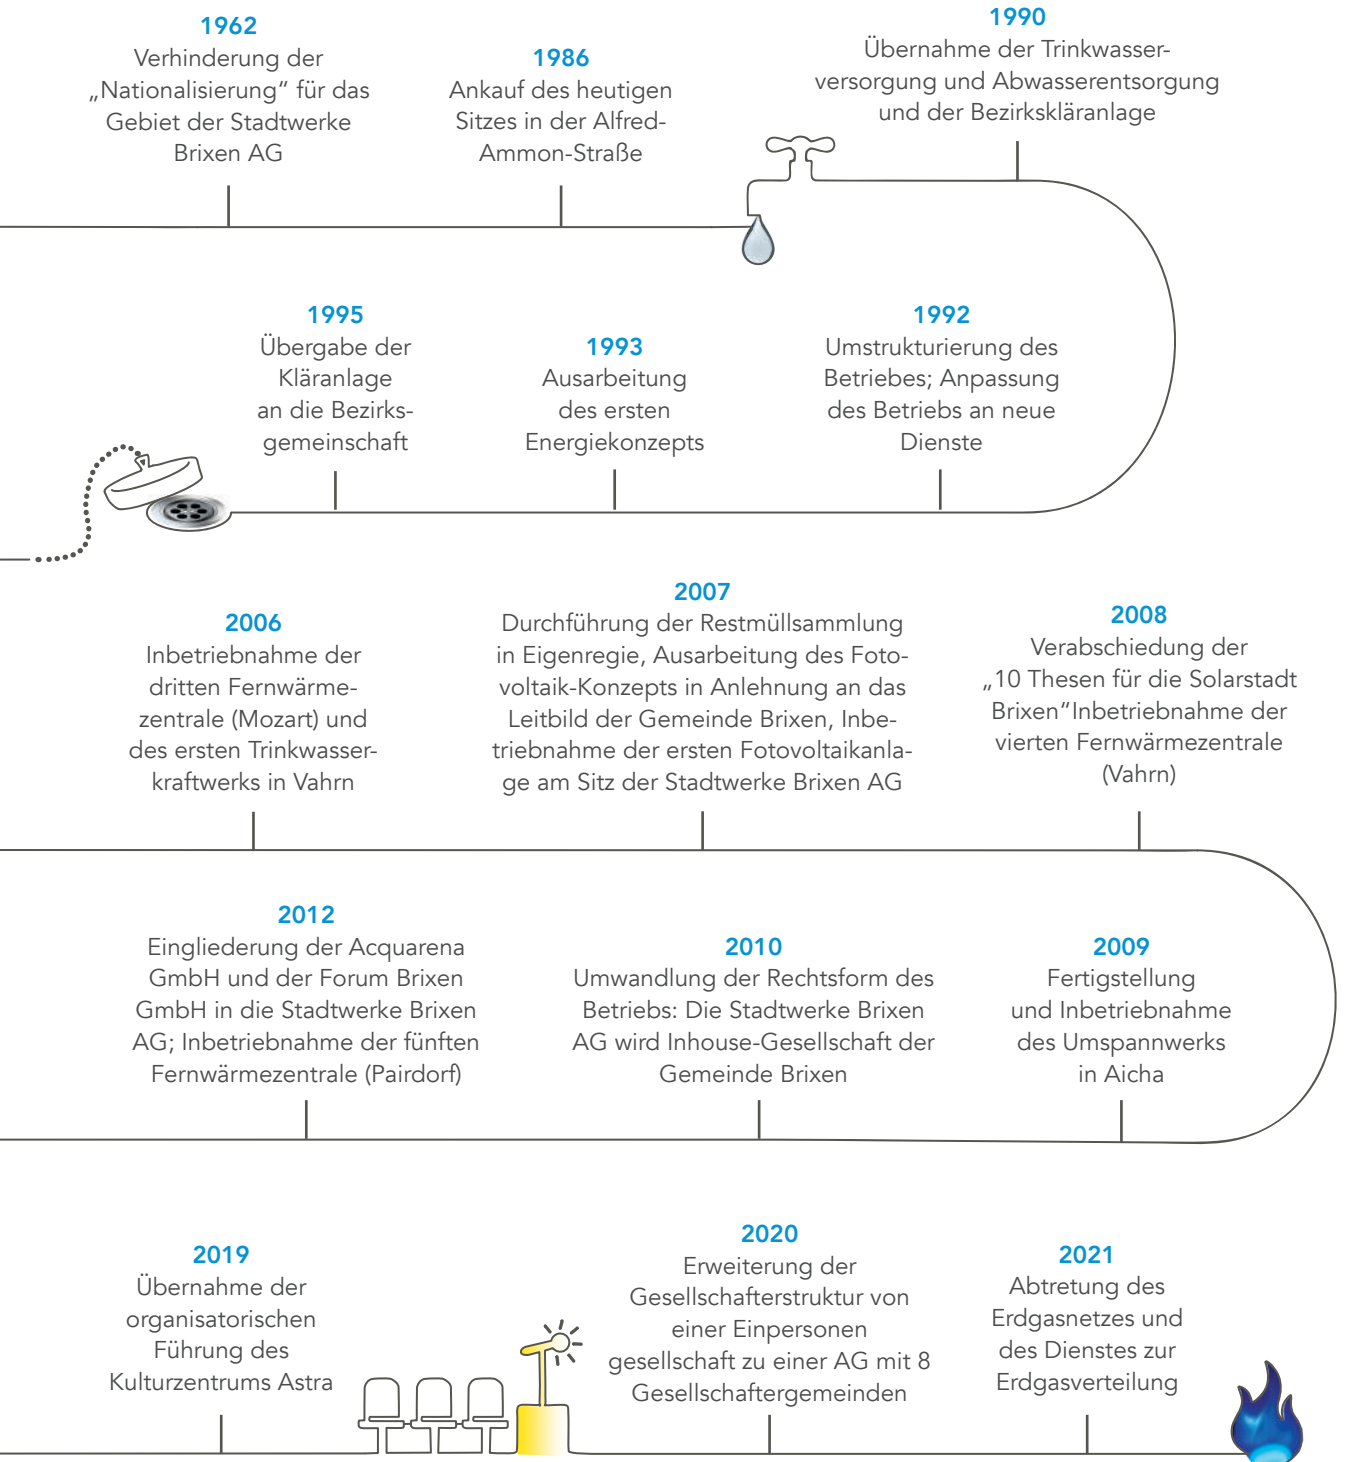 1962
Verhinderung der
„Nationalisierung“ für das
Gebiet der Stadtwerke
Brixen AG
1986
Ankauf des heutigen
Sitzes in der Alfred-
Ammon-Straße
1990
Übernahme der Trinkwasser-
versorgung und Abwasserentsorgung
und der Bezirkskläranlage
1992
Umstrukturierung des
Betriebes; Anpassung
des Betriebs an neue
Dienste
1993
Ausarbeitung
des ersten
Energiekonzepts
1995
Übergabe der
Kläranlage
an die Bezirks-
gemeinschaft
2006
Inbetriebnahme der
dritten Fernwärme-
zentrale (Mozart) und
des ersten Trinkwasser-
kraftwerks in Vahrn
2007
Durchführung der Restmüllsammlung
in Eigenregie, Ausarbeitung des Foto-
voltaik-Konzepts in Anlehnung an das
Leitbild der Gemeinde Brixen, Inbe-
triebnahme der ersten Fotovoltaikanla-
ge am Sitz der Stadtwerke Brixen AG
2008
Verabschiedung der
„10 Thesen für die Solarstadt
Brixen“Inbetriebnahme der
vierten Fernwärmezentrale
(Vahrn)
2009
Fertigstellung
und Inbetriebnahme
des Umspannwerks
in Aicha
2010
Umwandlung der Rechtsform des
Betriebs: Die Stadtwerke Brixen
AG wird Inhouse-Gesellschaft der
Gemeinde Brixen
2012
Eingliederung der Acquarena
GmbH und der Forum Brixen
GmbH in die Stadtwerke Brixen
AG; Inbetriebnahme der fünften
Fernwärmezentrale (Pairdorf)
2019
Übernahme der
organisatorischen
Führung des
Kulturzentrums Astra
2020
Erweiterung der
Gesellschafterstruktur von
einer Einpersonen
gesellschaft zu einer AG mit 8
Gesellschaftergemeinden
2021
Abtretung des
Erdgasnetzes und
des Dienstes zur
Erdgasverteilung